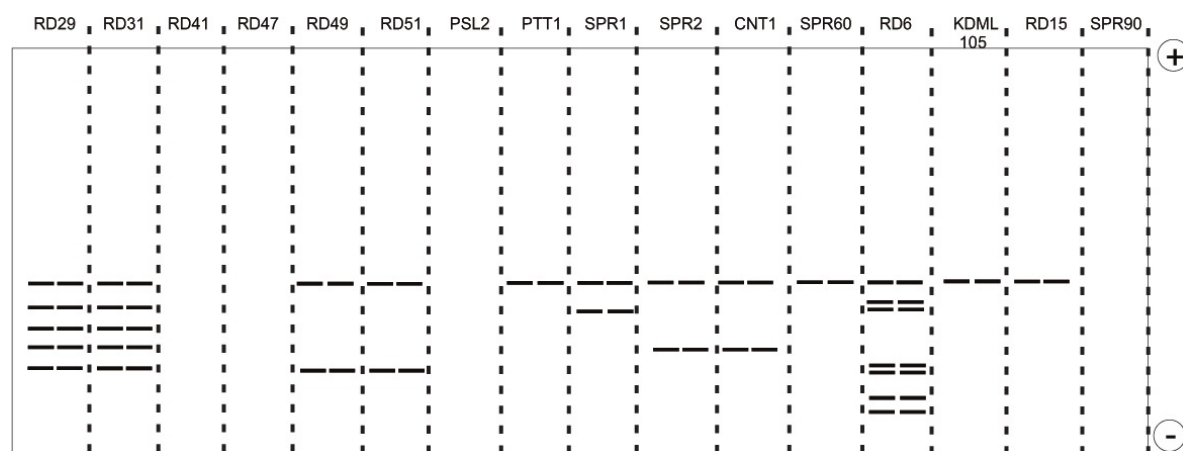 RD29 RD31 RD41 RD47 RD49 RD51 PSL2 PTT1 SPR1 SPR2 CNT1 SPR60 RD6 KDML RD15 SPR90
105
+
-